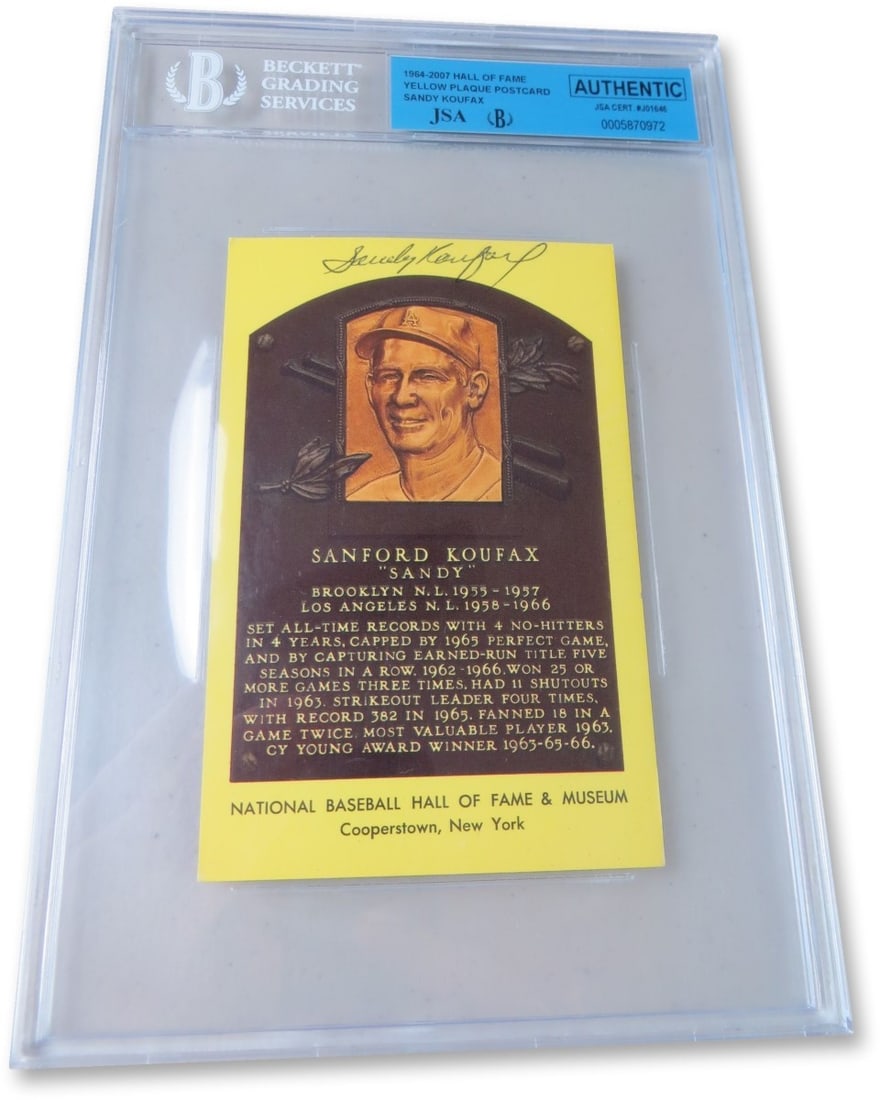 BECKETT®
GRADING
SERVICES
B
1964-2007 HALL OF FAME
YELLOW PLAQUE POSTCARD
SANDY KOUFAX
JSA B
AUTHENTIC
JSA CERT. #J01646
0005870972
Sandy Koufax
A
SANFORD KOUFAX
"SANDY"
BROOKLYN N.L. 1955-1957
LOS ANGELES N.L. 1958-1966
SET ALL-TIME RECORDS WITH 4 NO-HITTERS
IN 4 YEARS, CAPPED BY 1965 PERFECT GAME,
AND BY CAPTURING EARNED-RUN TITLE FIVE
SEASONS IN A ROW. 1962-1966. WON 25 OR
MORE GAMES THREE TIMES. HAD 11 SHUTOUTS
IN 1963. STRIKEOUT LEADER FOUR TIMES,
WITH RECORD 382 IN 1965. FANNED 18 IN A
GAME TWICE. MOST VALUABLE PLAYER 1963.
CY YOUNG AWARD WINNER 1963-65-66.
NATIONAL BASEBALL HALL OF FAME & MUSEUM
Cooperstown, New York